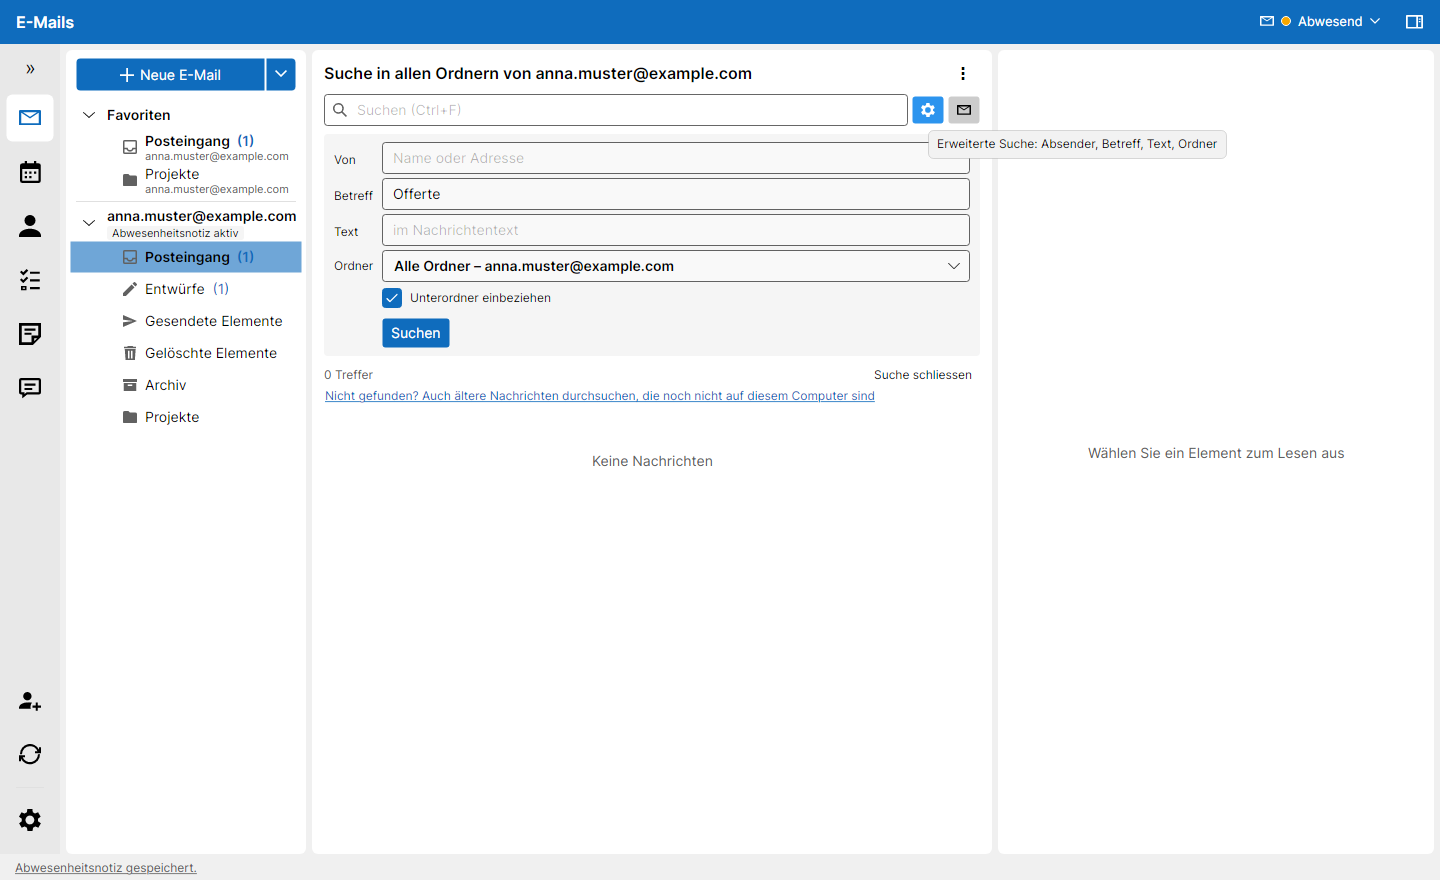 E-Mails
Abwesend
»
Neue E-Mail
Favoriten
Posteingang (1)
anna.muster@example.com
Projekte
anna.muster@example.com
anna.muster@example.com
Abwesenheitsnotiz aktiv
Posteingang (1)
Entwürfe (1)
Gesendete Elemente
Gelöschte Elemente
Archiv
Projekte
Suche in allen Ordnern von anna.muster@example.com
Suchen (Ctrl+F)
Erweiterte Suche: Absender, Betreff, Text, Ordner
Von Name oder Adresse
Betreff Offerte
Text im Nachrichtentext
Ordner Alle Ordner – anna.muster@example.com
Unterordner einbeziehen
Suchen
0 Treffer Suche schliessen
Nicht gefunden? Auch ältere Nachrichten durchsuchen, die noch nicht auf diesem Computer sind
Keine Nachrichten
Wählen Sie ein Element zum Lesen aus
Abwesenheitsnotiz gespeichert.